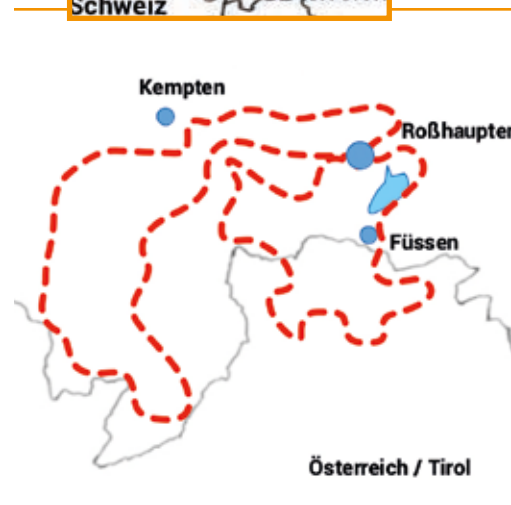 Schweiz
Kempten
Roßhaupten
Füssen
Österreich / Tirol